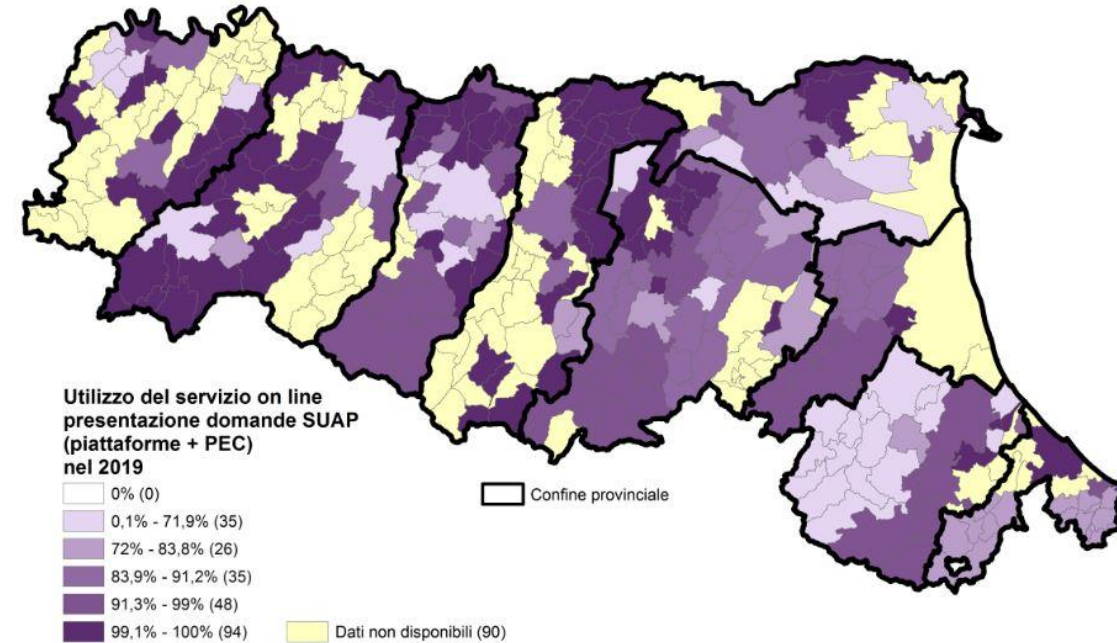 Utilizzo del servizio on line
presentazione domande SUAP
(piattaforme + PEC)
nel 2019
0% (0)
0,1% - 71,9% (35)
72% - 83,8% (26)
83,9% - 91,2% (35)
91,3% - 99% (48)
99,1% - 100% (94)
Dati non disponibili (90)
Confine provinciale